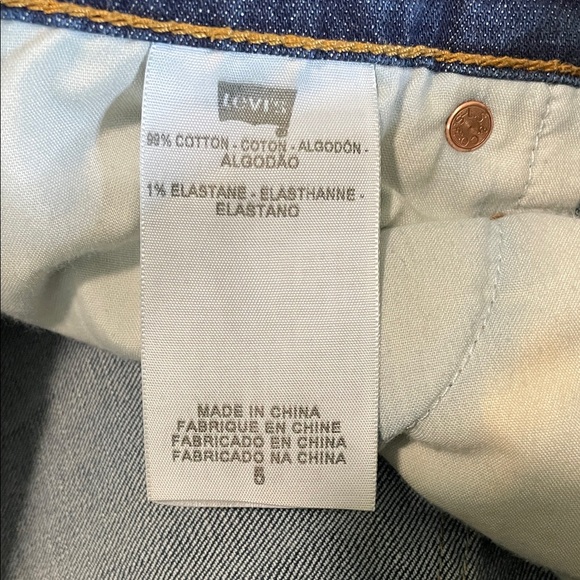 Levi's
99% COTTON - COTON - ALGODÓN -
ALGODÃO
1% ELASTANE - ELASTHANNE -
ELASTANO
MADE IN CHINA
FABRIQUE EN CHINE
FABRICADO EN CHINA
FABRICADO NA CHINA
5